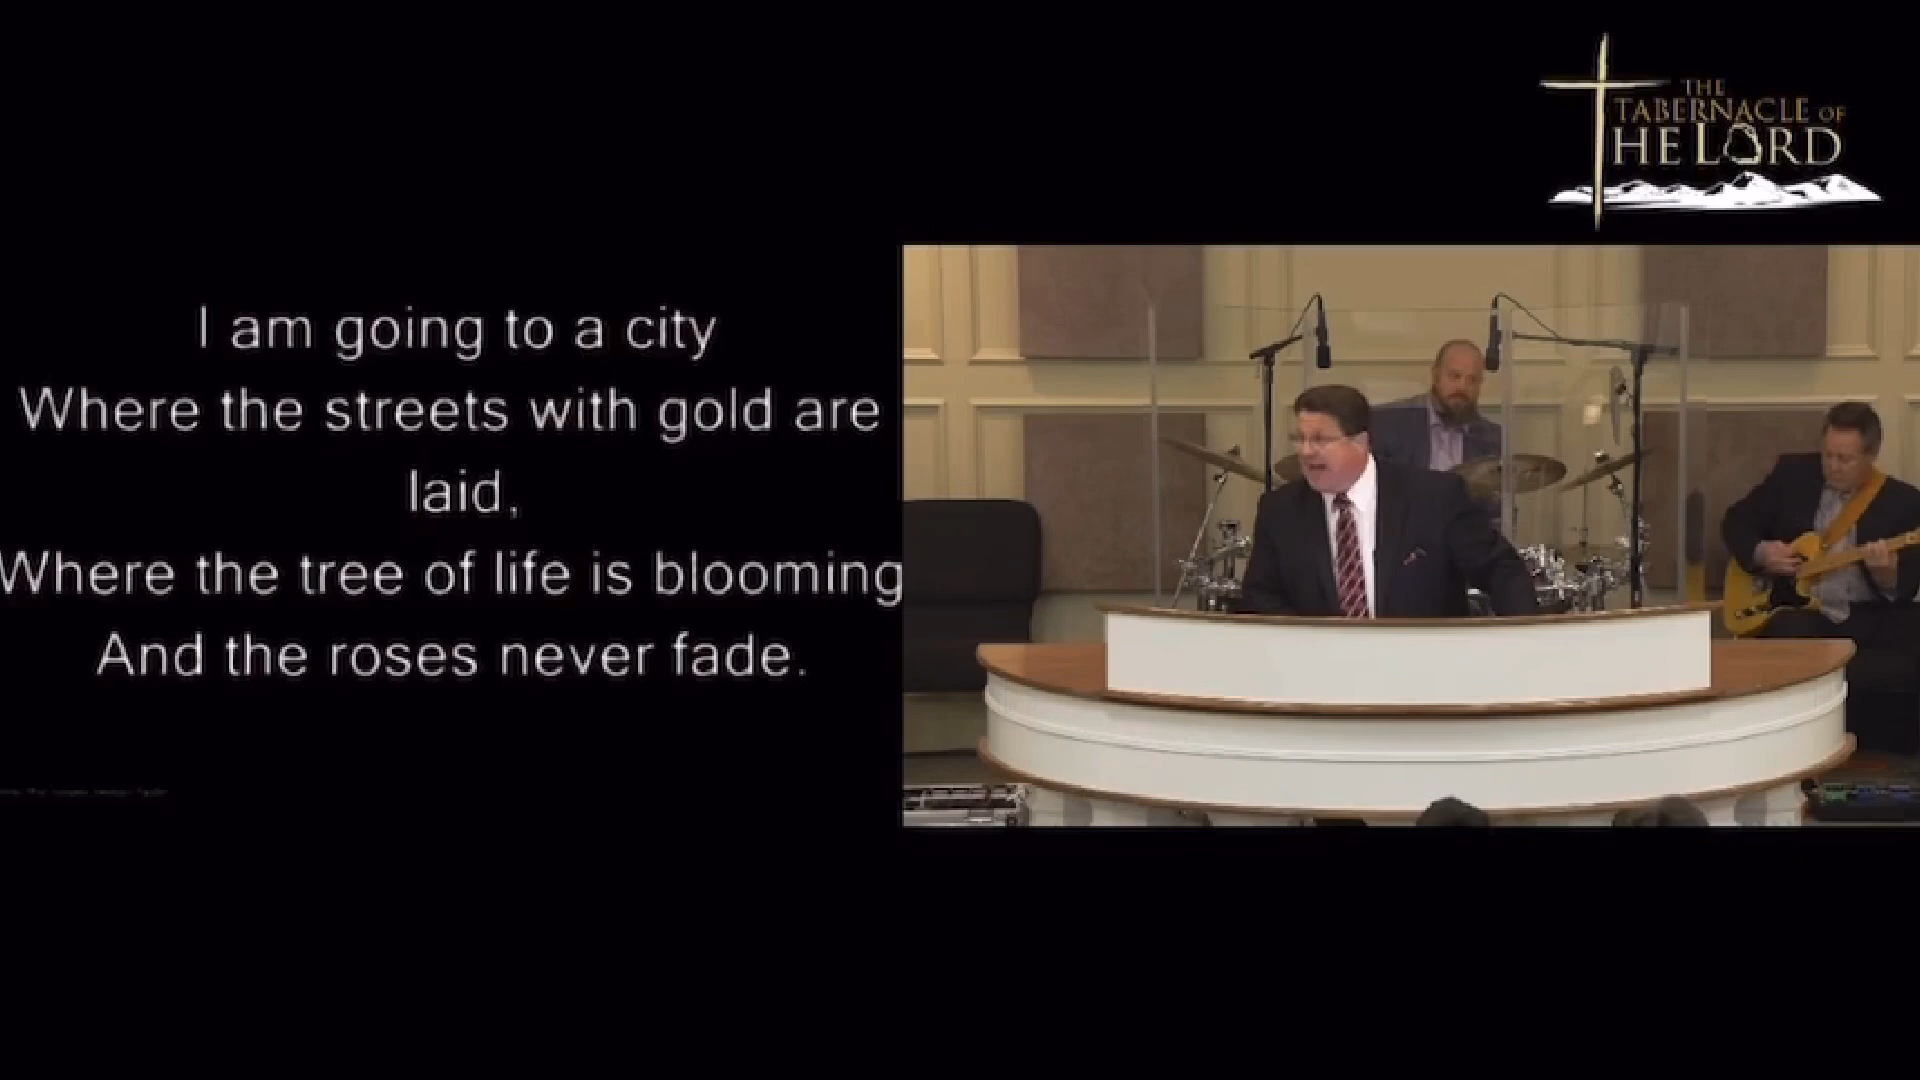 THE
TABERNACLE OF
THE LORD
I am going to a city
Where the streets with gold are
laid,
Where the tree of life is blooming
And the roses never fade.